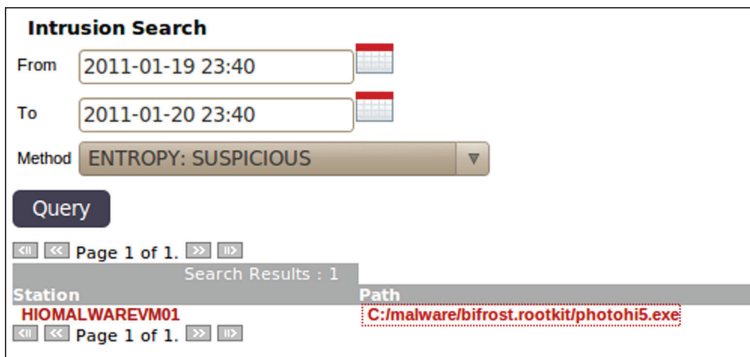 Intrusion Search
From 2011-01-19 23:40
To 2011-01-20 23:40
Method ENTROPY: SUSPICIOUS
Query
Page 1 of 1.
Search Results : 1
Station Path
HIOMALWAREVM01 C:/malware/bifrost.rootkit/photohi5.exe
Page 1 of 1.